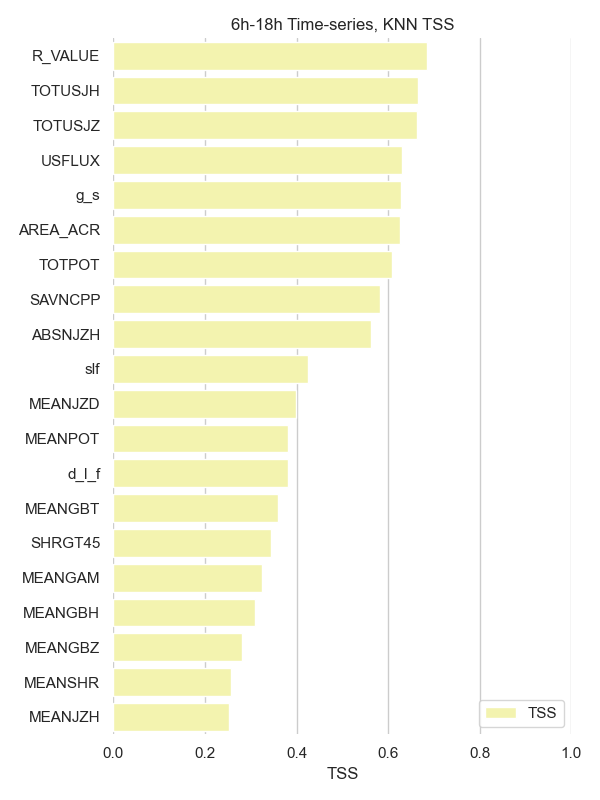 6h-18h Time-series, KNN TSS
R_VALUE
TOTUSJH
TOTUSJZ
USFLUX
g_s
AREA_ACR
TOTPOT
SAVNCPP
ABSNJZH
slf
MEANJZD
MEANPOT
d_l_f
MEANGBT
SHRGT45
MEANGAM
MEANGBH
MEANGBZ
MEANSHR
MEANJZH
TSS
0.0 0.2 0.4 0.6 0.8 1.0
TSS